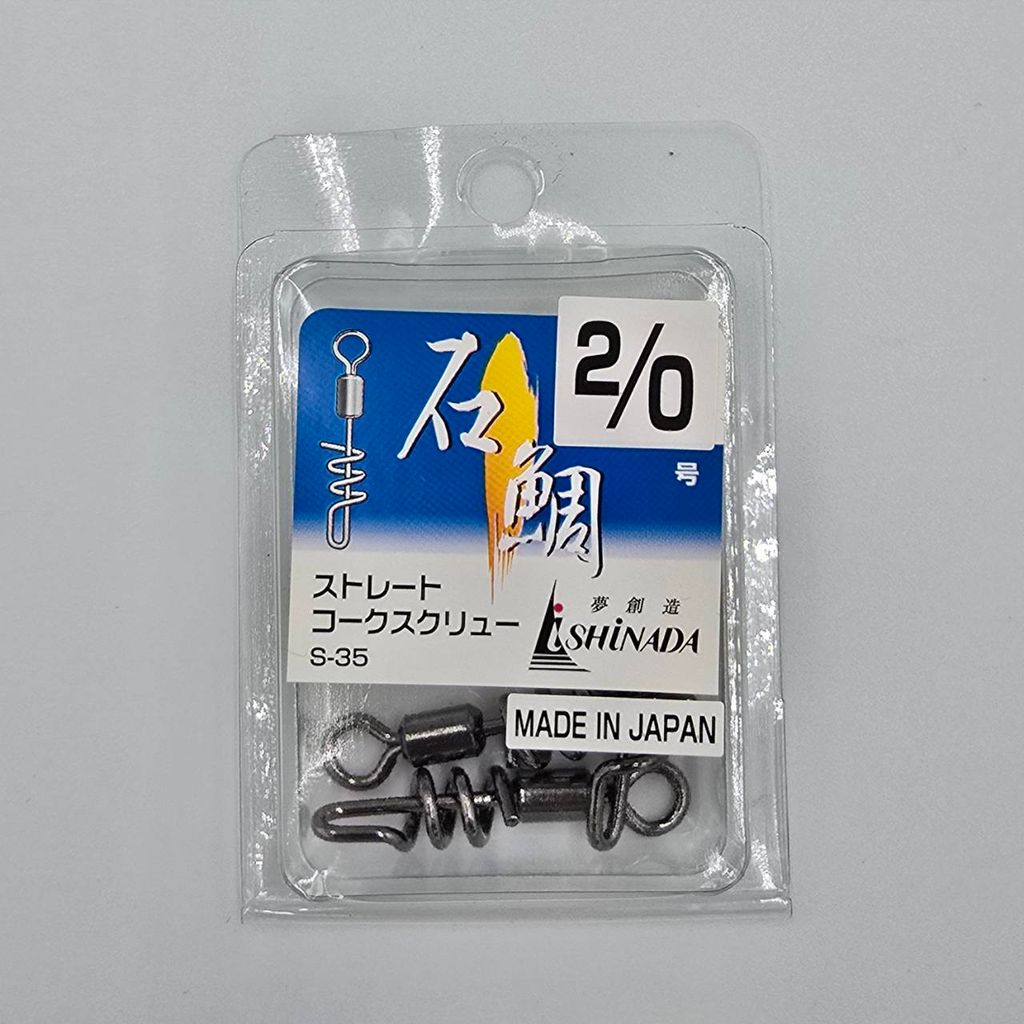 石鯛
2/0
号
ストレート
コークスクリュー
S-35
夢創造
iSHiNADA
MADE IN JAPAN